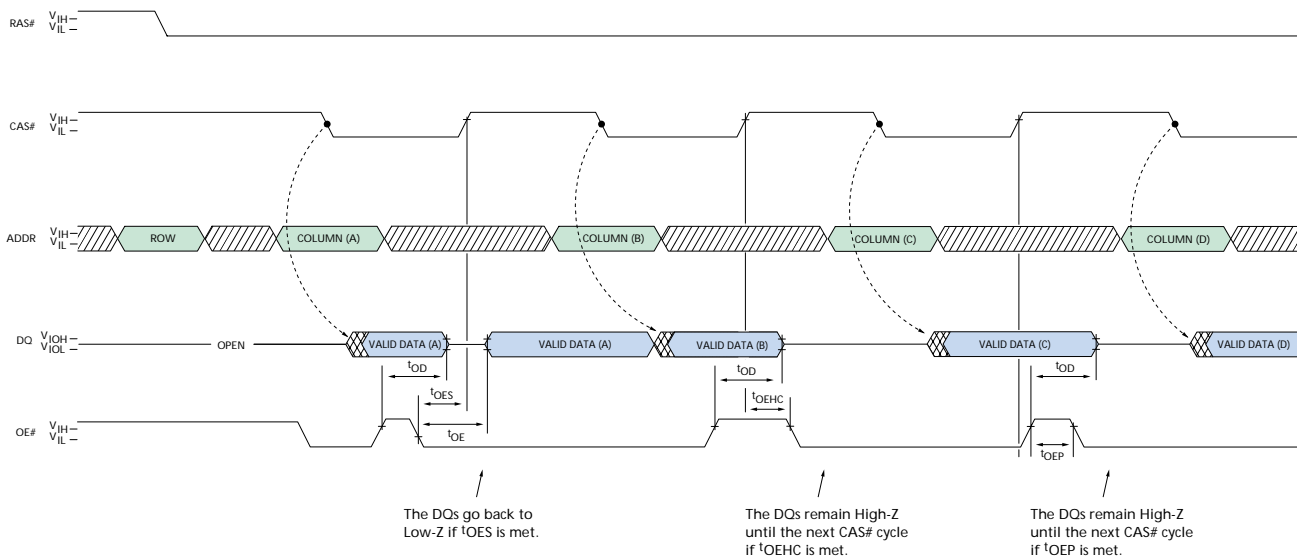 RAS# VIH VIL
CAS# VIH VIL
ADDR VIH VIL
ROW COLUMN (A) COLUMN (B) COLUMN (C) COLUMN (D)
DQ VIOH VIOL
OPEN VALID DATA (A) VALID DATA (A) VALID DATA (B) VALID DATA (C) VALID DATA (D)
tOD tOD tOD
tOES tOEHC
tOE
OE# VIH VIL
tOEP
The DQs go back to
Low-Z if tOES is met.
The DQs remain High-Z
until the next CAS# cycle
if tOEHC is met.
The DQs remain High-Z
until the next CAS# cycle
if tOEP is met.